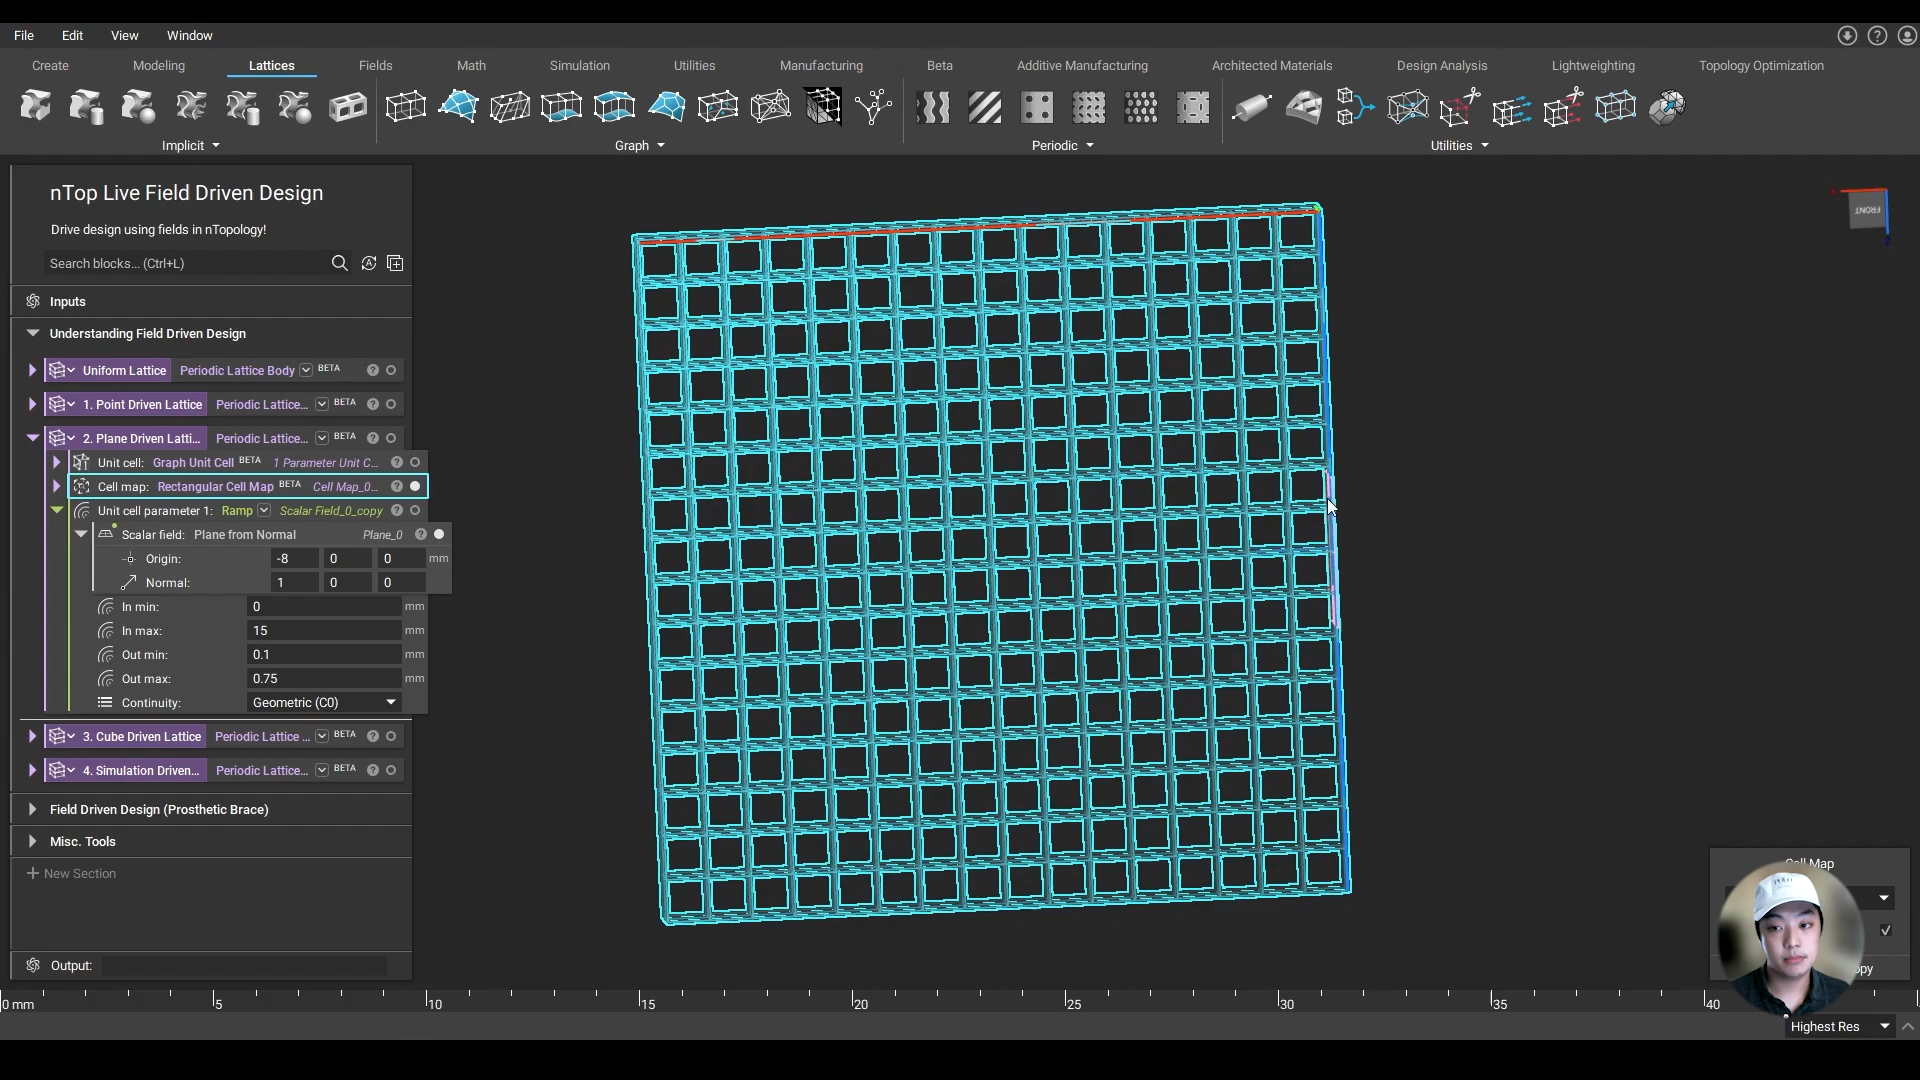 File Edit View Window
Create Modeling Lattices Fields Math Simulation Utilities Manufacturing Beta Additive Manufacturing Architected Materials Design Analysis Lightweighting Topology Optimization
Implicit Graph Periodic Utilities
nTop Live Field Driven Design
Drive design using fields in nTopology!
Search blocks... (Ctrl+L)
Inputs
Understanding Field Driven Design
Uniform Lattice Periodic Lattice Body BETA
1. Point Driven Lattice Periodic Lattice... BETA
2. Plane Driven Latti... Periodic Lattice... BETA
Unit cell: Graph Unit Cell BETA 1 Parameter Unit C...
Cell map: Rectangular Cell Map BETA Cell Map_0...
Unit cell parameter 1: Ramp Scalar Field_0_copy
Scalar field: Plane from Normal Plane_0
Origin: -8 0 0 mm
Normal: 1 0 0
In min: 0 mm
In max: 15 mm
Out min: 0.1 mm
Out max: 0.75 mm
Continuity: Geometric (C0)
3. Cube Driven Lattice Periodic Lattice ... BETA
4. Simulation Driven... Periodic Lattice... BETA
Field Driven Design (Prosthetic Brace)
Misc. Tools
+ New Section
Output:
FRONT
Z
Cell Map
0 mm 5 10 15 20 25 30 35 40
Highest Res